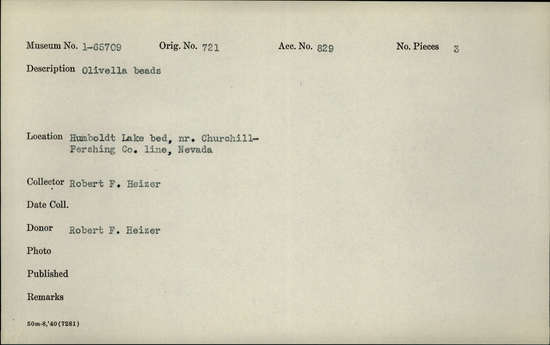 Museum No. 1-65709 Orig. No. 721 Acc. No. 829 No. Pieces 3
Description Olivella beads
Location Humboldt Lake bed, nr. Churchill-
Pershing Co. line, Nevada
Collector Robert F. Heizer
Date Coll.
Donor Robert F. Heizer
Photo
Published
Remarks
50m-8,'40(7281)